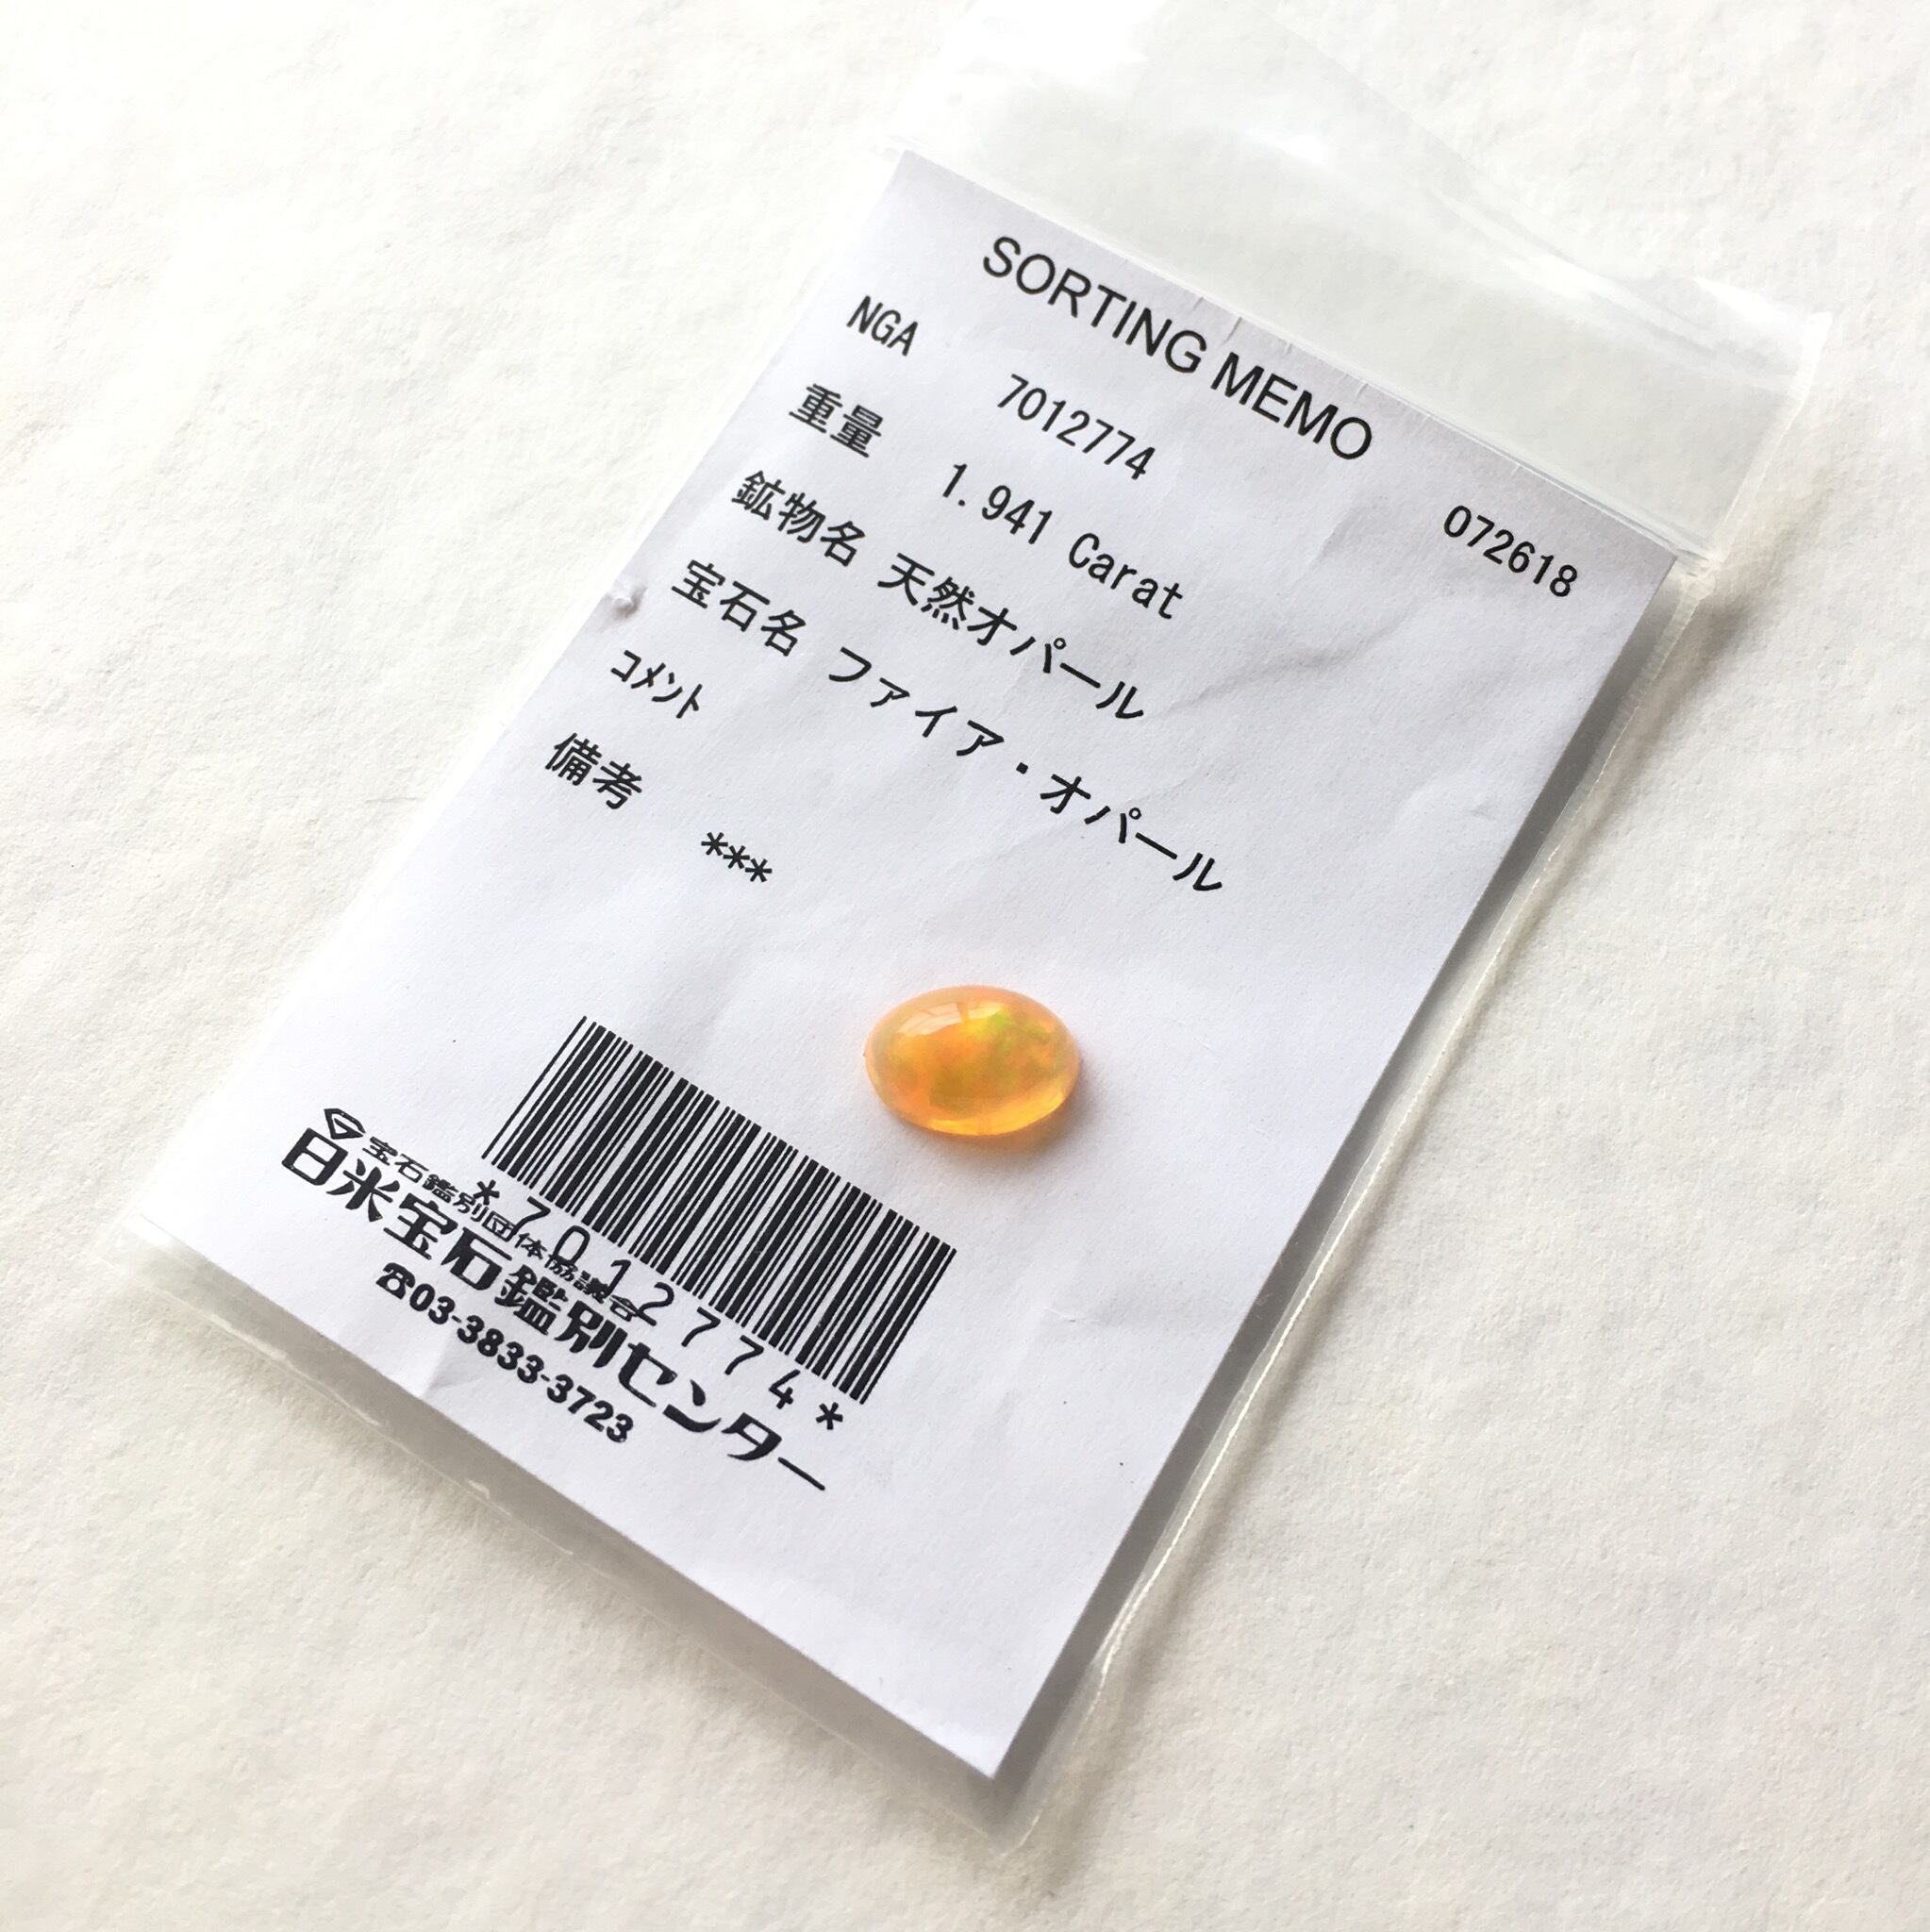 SORTING MEMO
072618
NGA 7012774
重量 1.941 Carat
鉱物名 天然オパール
宝石名 ファイア・オパール
コメント
備考
***
*7012774*
宝石鑑別団体協議会
日米宝石鑑別センター
☎03-3833-3723